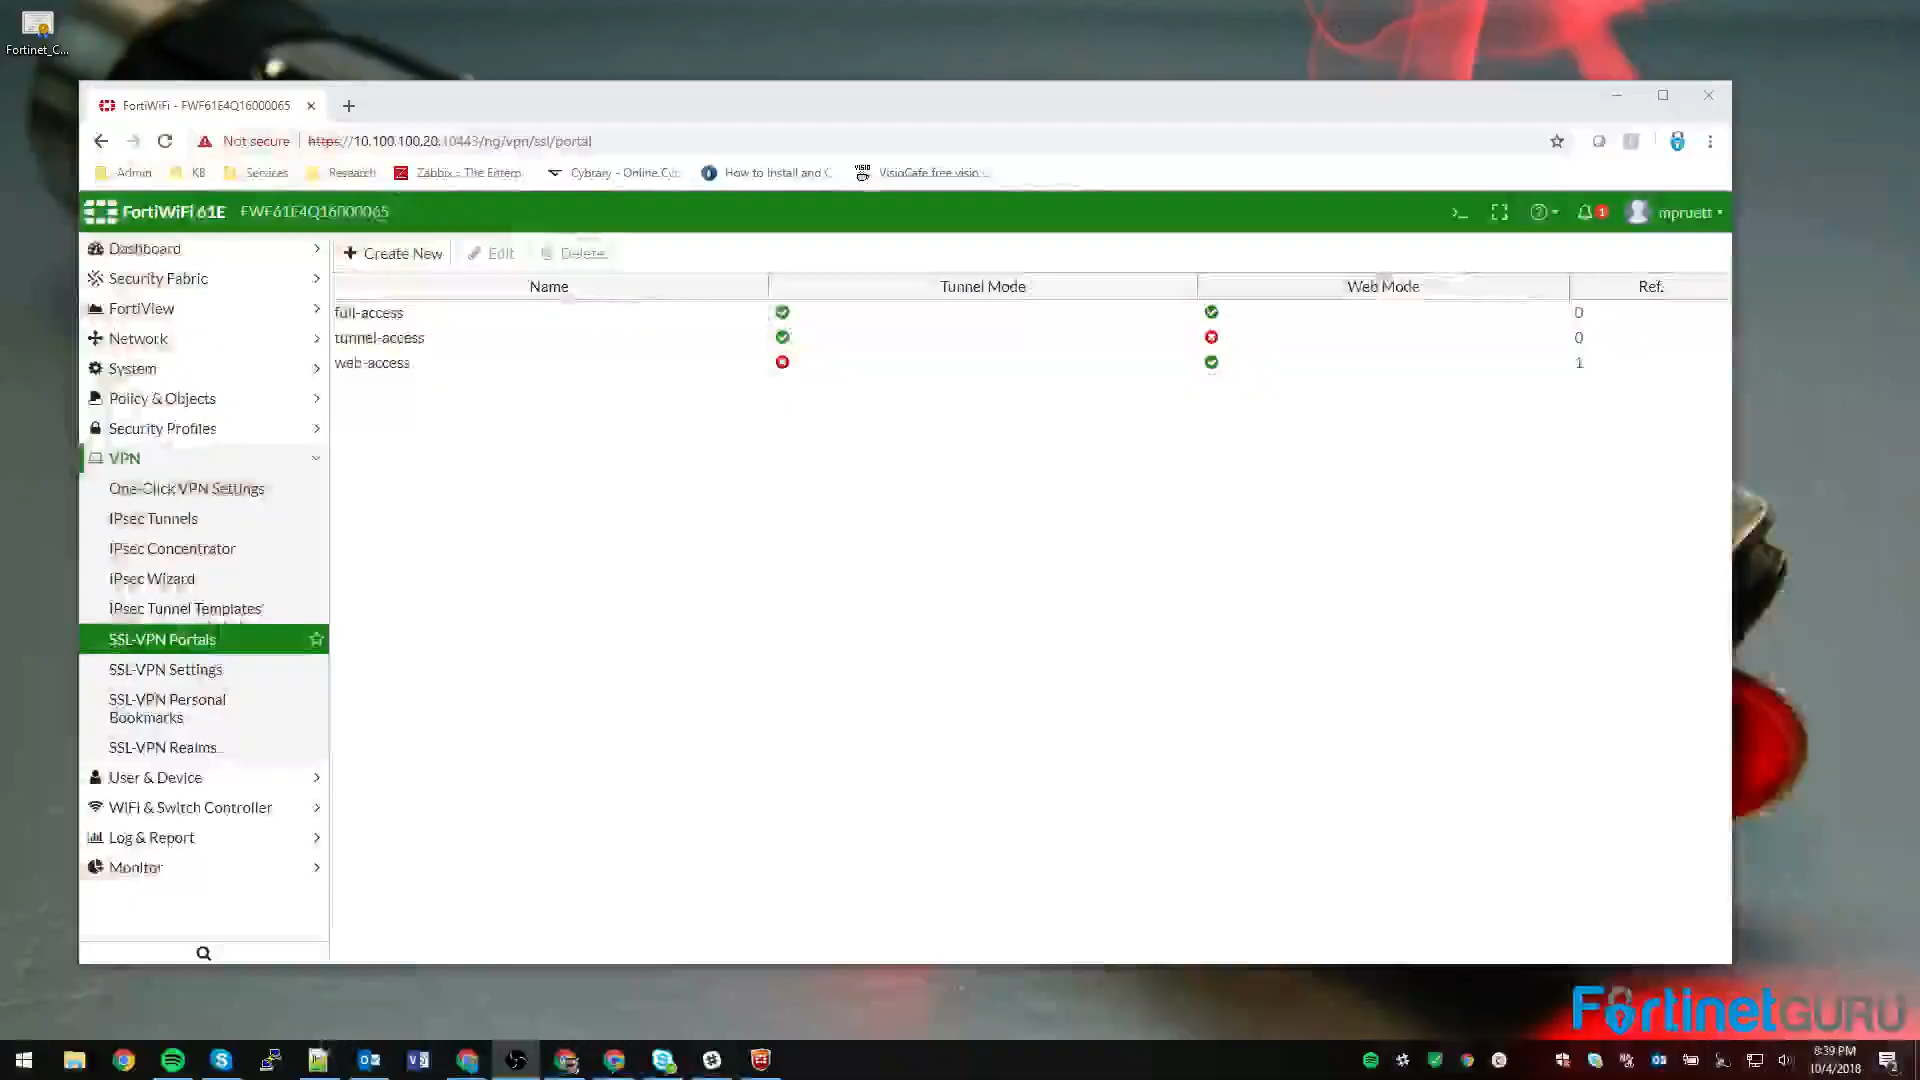 Fortinet_C...
FortiWiFi - FWF61E4Q16000065
Not secure
https://10.100.100.20:10443/ng/vpn/ssl/portal
Admin
KB
Services
Research
Zabbix - The Enterp
Cybrary - Online Cyb
How to Install and C
VisioCafe free visio ...
FortiWiFi 61E FWF61E4Q16000065
1
mpruett
Dashboard
Security Fabric
FortiView
Network
System
Policy & Objects
Security Profiles
VPN
One-Click VPN Settings
IPsec Tunnels
IPsec Concentrator
IPsec Wizard
IPsec Tunnel Templates
SSL-VPN Portals
SSL-VPN Settings
SSL-VPN Personal
Bookmarks
SSL-VPN Realms
User & Device
WiFi & Switch Controller
Log & Report
Monitor
+ Create New Edit Delete
Name Tunnel Mode Web Mode Ref.
full-access 0
tunnel-access 0
web-access 1
FortinetGURU
8:39 PM
10/4/2018
2